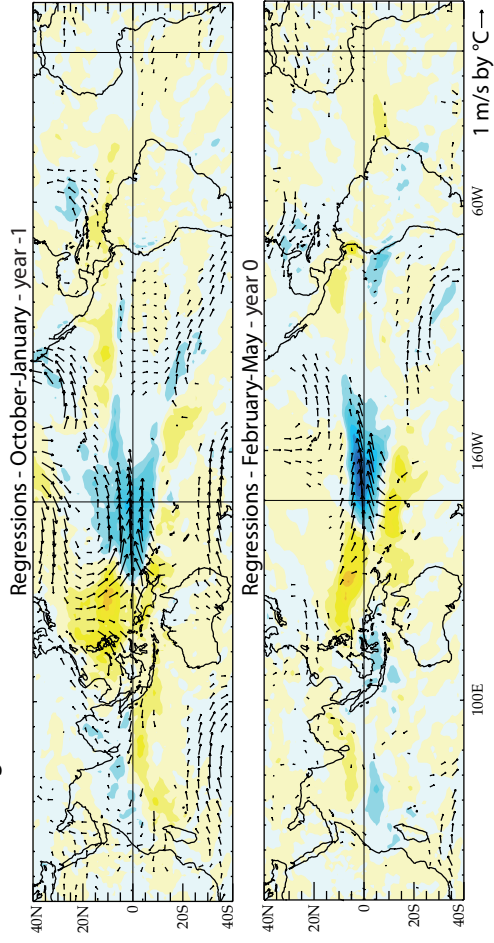 Regressions - October-January - year -1
40N
20N
0
20S
40S
Regressions - February-May - year 0
40N
20N
0
20S
40S
100E
160W
60W
1 m/s by °C→